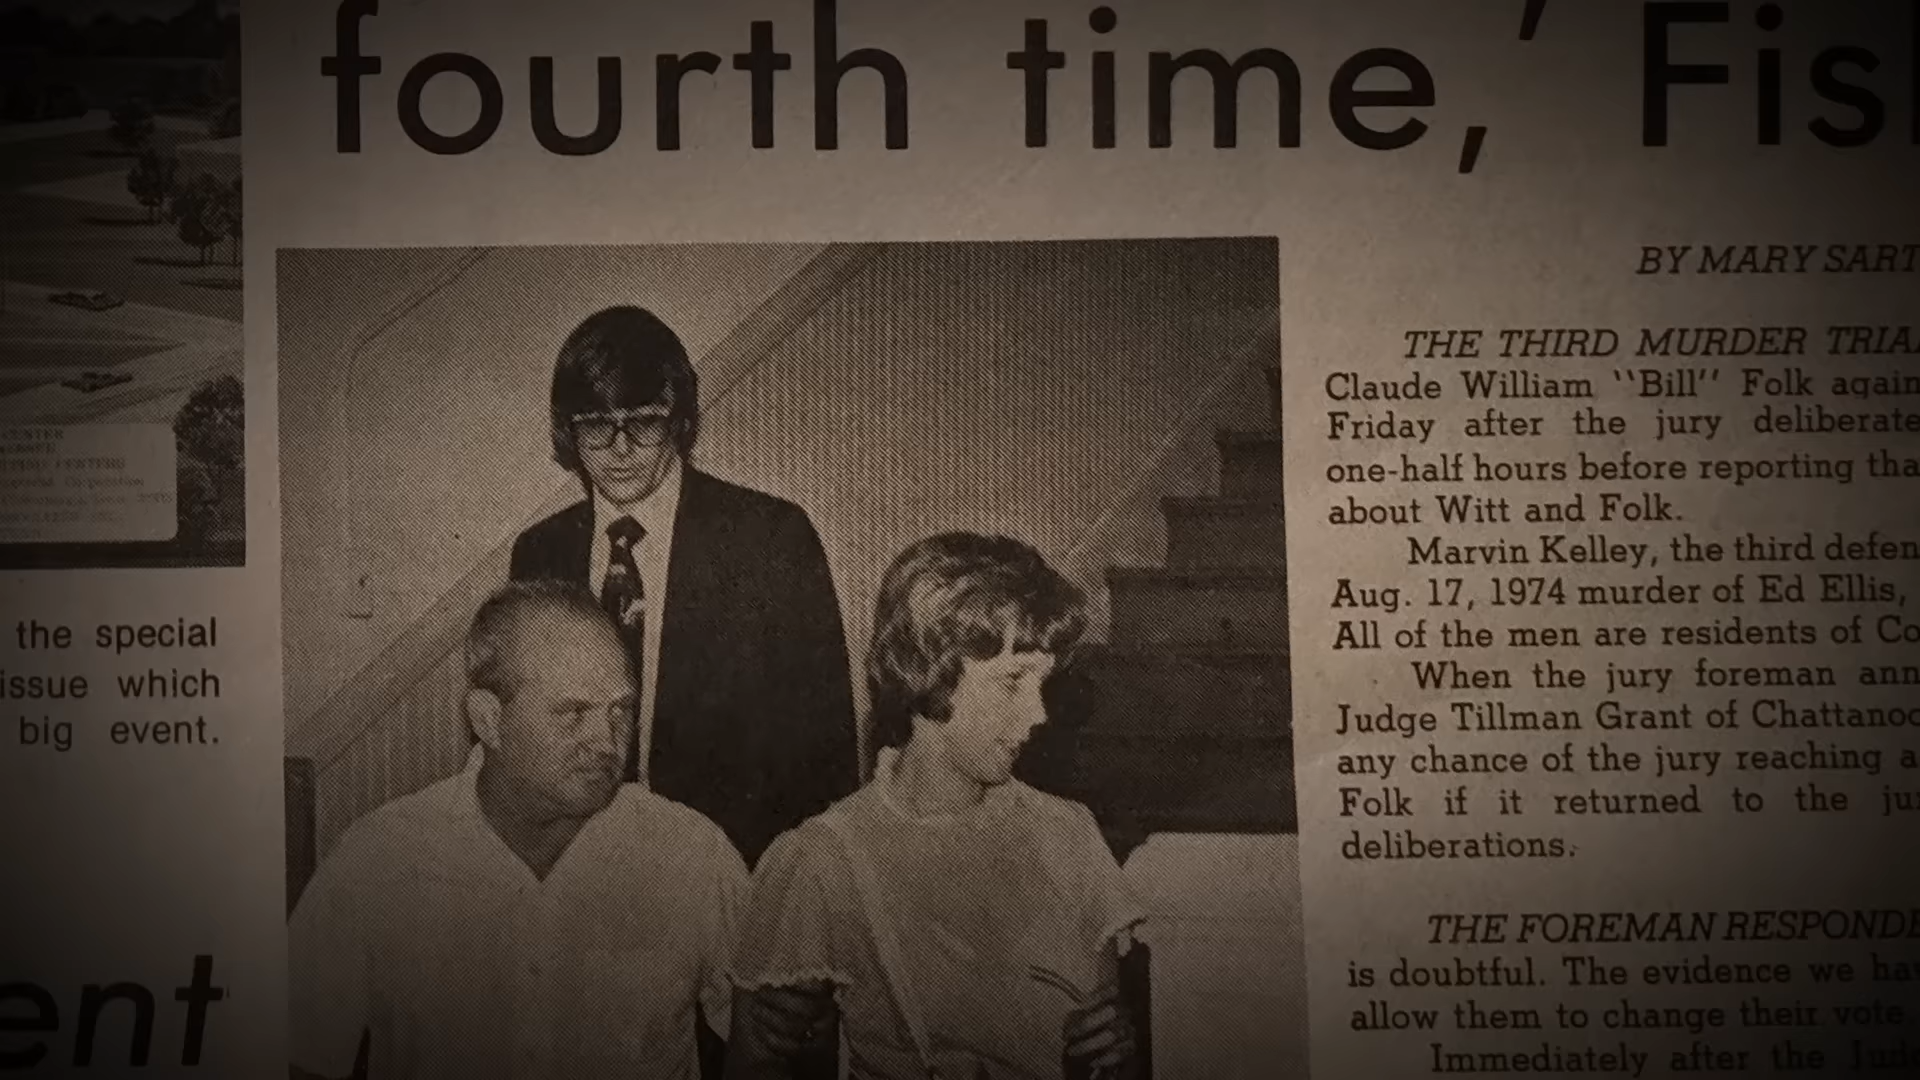 fourth time,' Fis
BY MARY SART
THE THIRD MURDER TRIA
Claude William "Bill" Folk again
Friday after the jury deliberate
one-half hours before reporting tha
about Witt and Folk.
Marvin Kelley, the third defen
Aug. 17, 1974 murder of Ed Ellis,
All of the men are residents of Co
When the jury foreman ann
Judge Tillman Grant of Chattanoo
any chance of the jury reaching a
Folk if it returned to the ju
deliberations.
THE FOREMAN RESPONDE
is doubtful. The evidence we ha
allow them to change their vote.
Immediately after the Jud
the special
issue which
big event.
ent